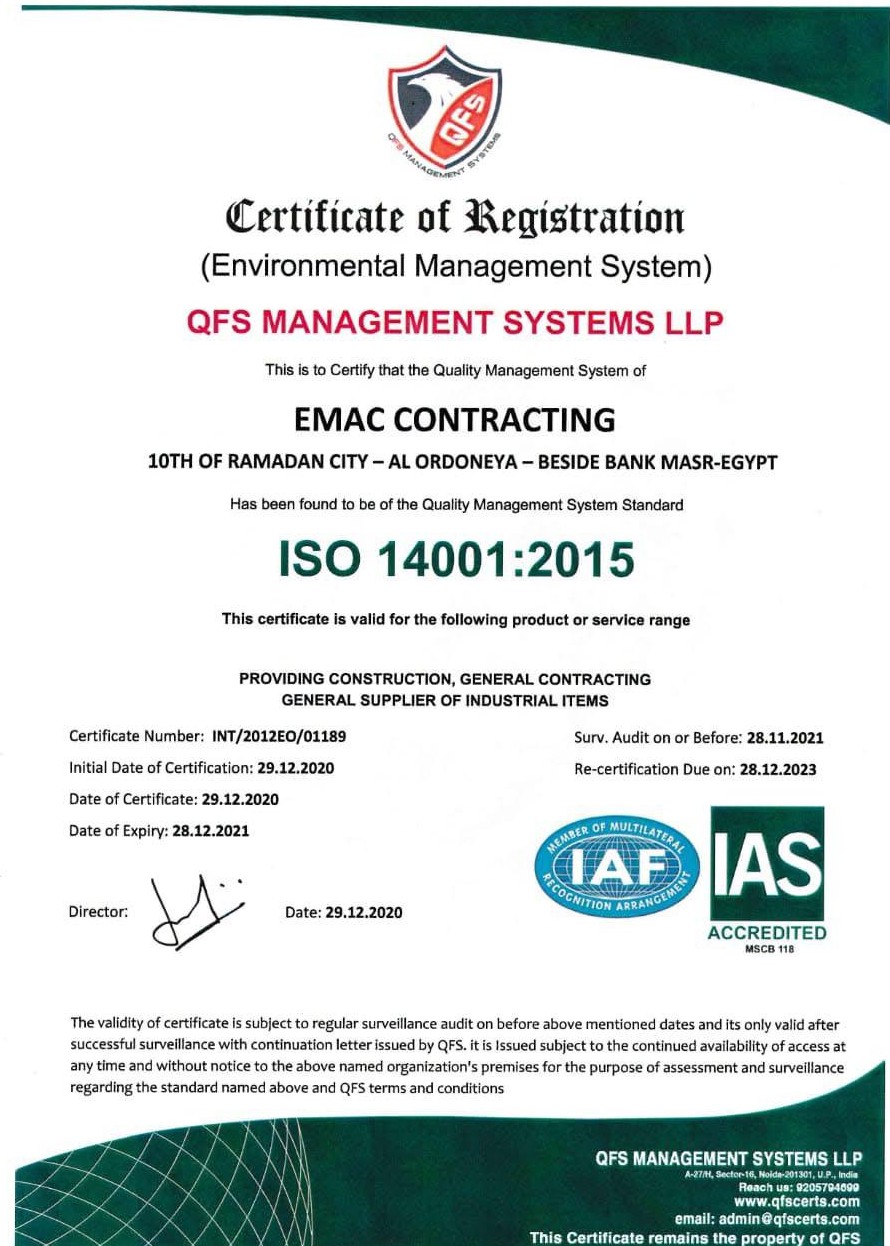 QFS
QFS MANAGEMENT SYSTEMS
Certificate of Registration
(Environmental Management System)
QFS MANAGEMENT SYSTEMS LLP
This is to Certify that the Quality Management System of
EMAC CONTRACTING
10TH OF RAMADAN CITY – AL ORDONEYA – BESIDE BANK MASR-EGYPT
Has been found to be of the Quality Management System Standard
ISO 14001:2015
This certificate is valid for the following product or service range
PROVIDING CONSTRUCTION, GENERAL CONTRACTING
GENERAL SUPPLIER OF INDUSTRIAL ITEMS
Certificate Number: INT/2012EO/01189
Surv. Audit on or Before: 28.11.2021
Initial Date of Certification: 29.12.2020
Re-certification Due on: 28.12.2023
Date of Certificate: 29.12.2020
Date of Expiry: 28.12.2021
MEMBER OF MULTILATERAL
IAF
RECOGNITION ARRANGEMENT
IAS
ACCREDITED
MSCB 118
Director:
Date: 29.12.2020
The validity of certificate is subject to regular surveillance audit on before above mentioned dates and its only valid after
successful surveillance with continuation letter issued by QFS. it is Issued subject to the continued availability of access at
any time and without notice to the above named organization's premises for the purpose of assessment and surveillance
regarding the standard named above and QFS terms and conditions
QFS MANAGEMENT SYSTEMS LLP
A-27/H, Sector-16, Noida-201301, U.P., India
Reach us: 9205794699
www.qfscerts.com
email: admin@qfscerts.com
This Certificate remains the property of QFS